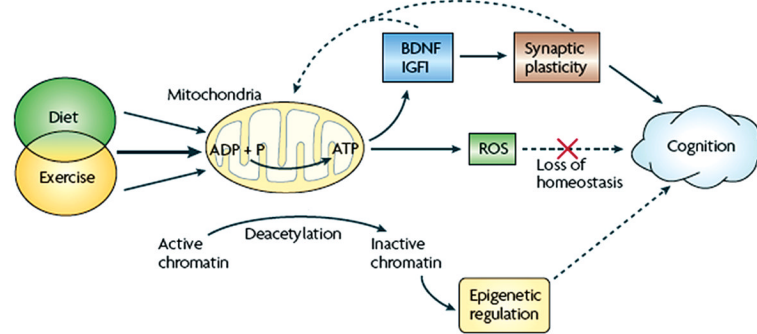 BDNF
IGFI
Synaptic
plasticity
Mitochondria
Diet
Exercise
ADP + P
ATP
ROS
Loss of
homeostasis
Cognition
Active
chromatin
Deacetylation
Inactive
chromatin
Epigenetic
regulation